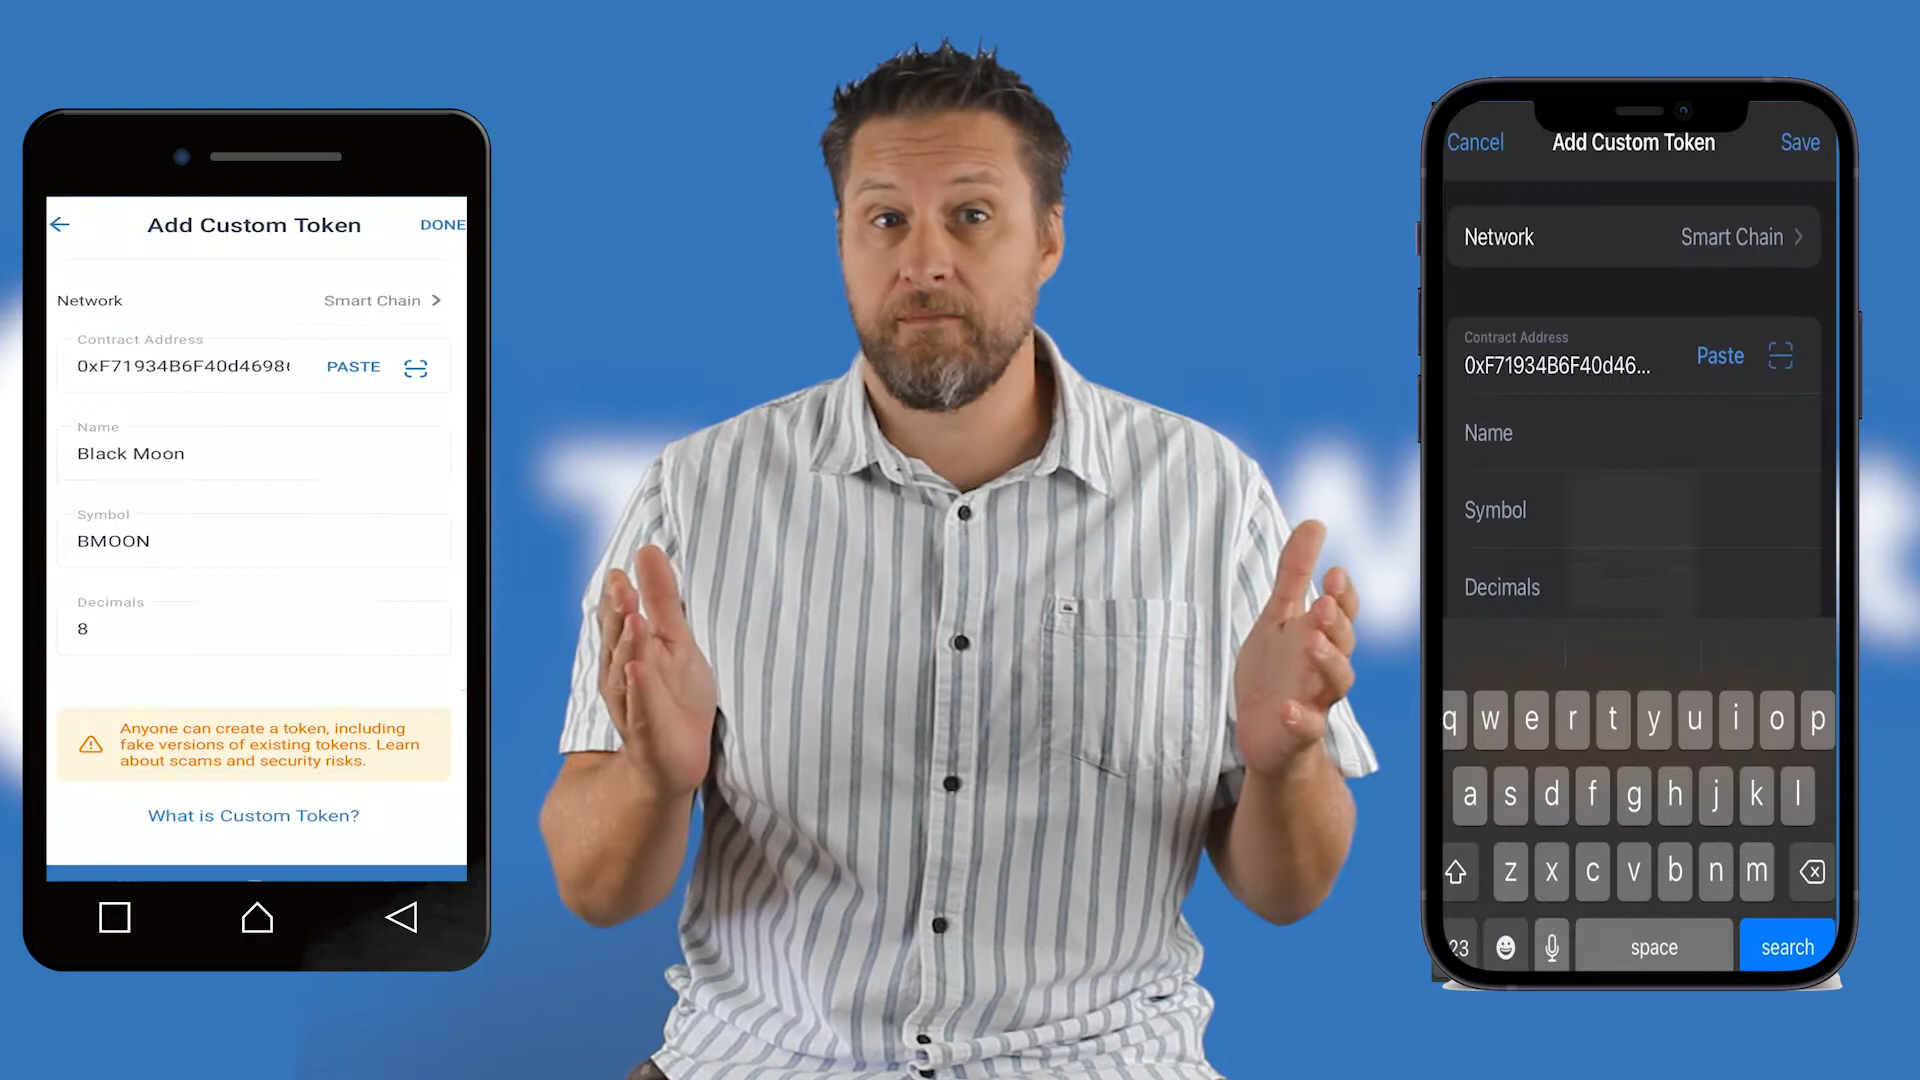 Add Custom Token
DONE
Network
Smart Chain
Contract Address
0xF71934B6F40d4698
PASTE
Name
Black Moon
Symbol
BMOON
Decimals
8
Anyone can create a token, including
fake versions of existing tokens. Learn
about scams and security risks.
What is Custom Token?
Cancel
Add Custom Token
Save
Network
Smart Chain
Contract Address
0xF71934B6F40d46...
Paste
Name
Symbol
Decimals
q w e r t y u i o p
a s d f g h j k l
z x c v b n m
23
space
search